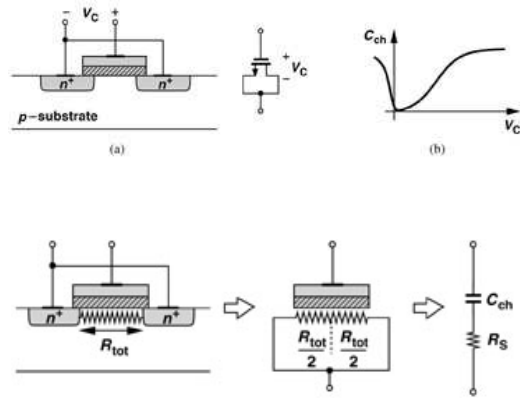 − V_C +
n⁺ n⁺
p−substrate
(a)
+
V_C
−
C_ch
V_C
(b)
n⁺ n⁺
R_tot
R_tot/2 R_tot/2
C_ch
R_S